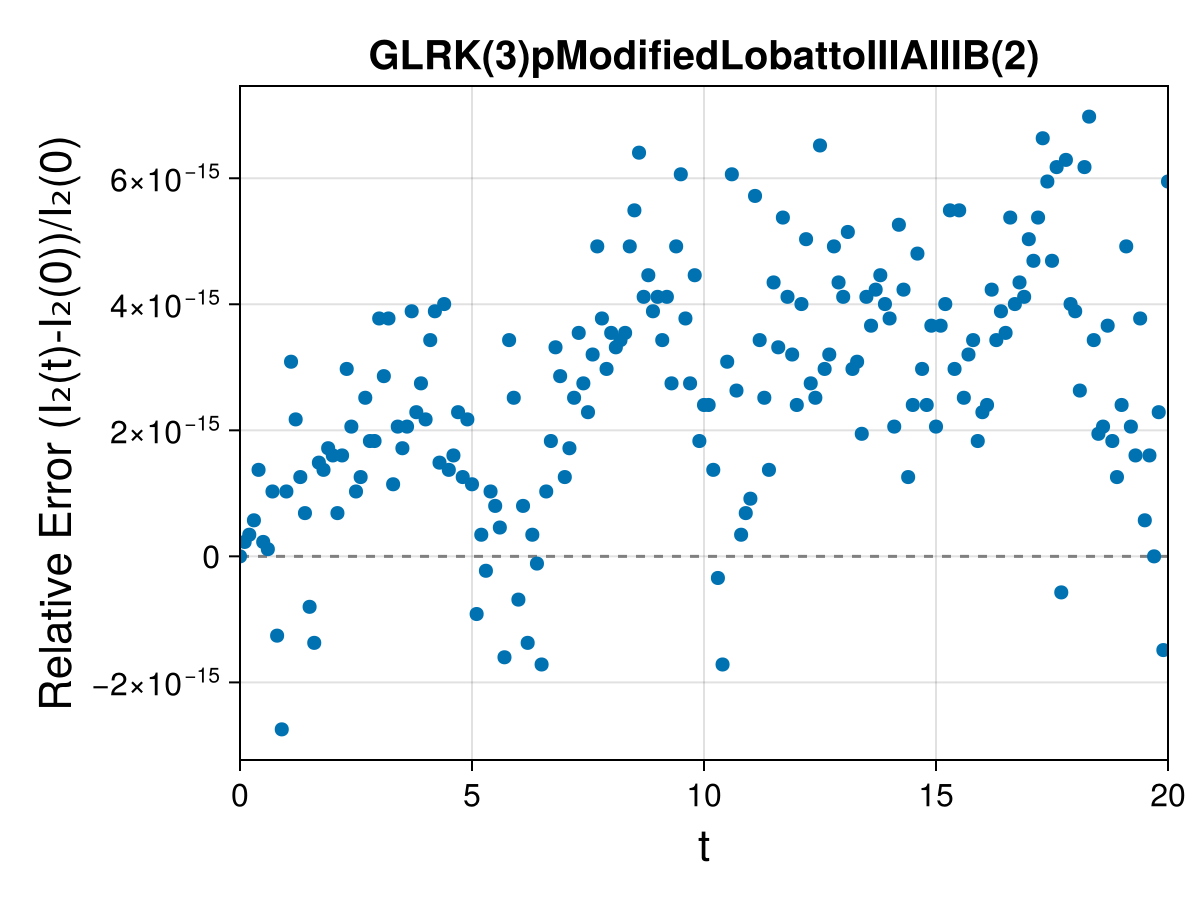 GLRK(3)pModifiedLobattoIIIAIIIB(2)
Relative Error (I₂(t)-I₂(0))/I₂(0)
6×10⁻¹⁵
4×10⁻¹⁵
2×10⁻¹⁵
0
−2×10⁻¹⁵
0 5 10 15 20
t